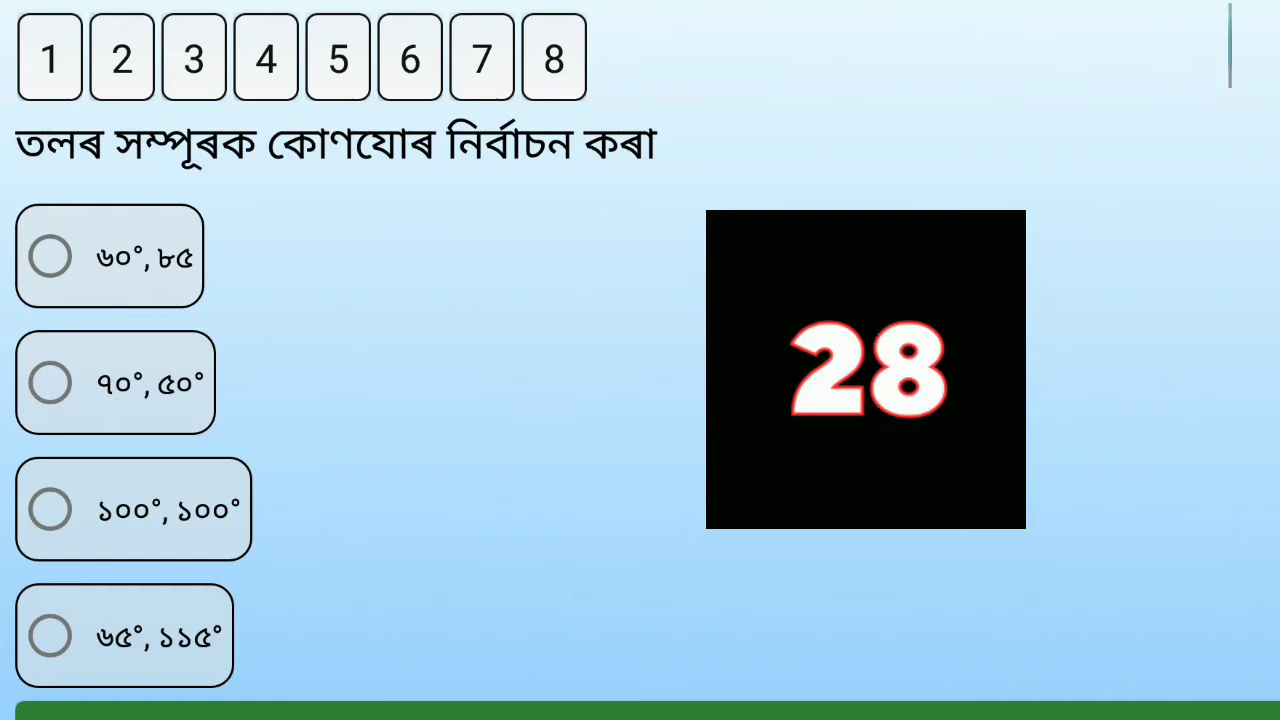 1 2 3 4 5 6 7 8
তলৰ সম্পূৰক কোণযোৰ নিৰ্বাচন কৰা
৬০°, ৮৫
৭০°, ৫০°
28
১০০°, ১০০°
৬৫°, ১১৫°